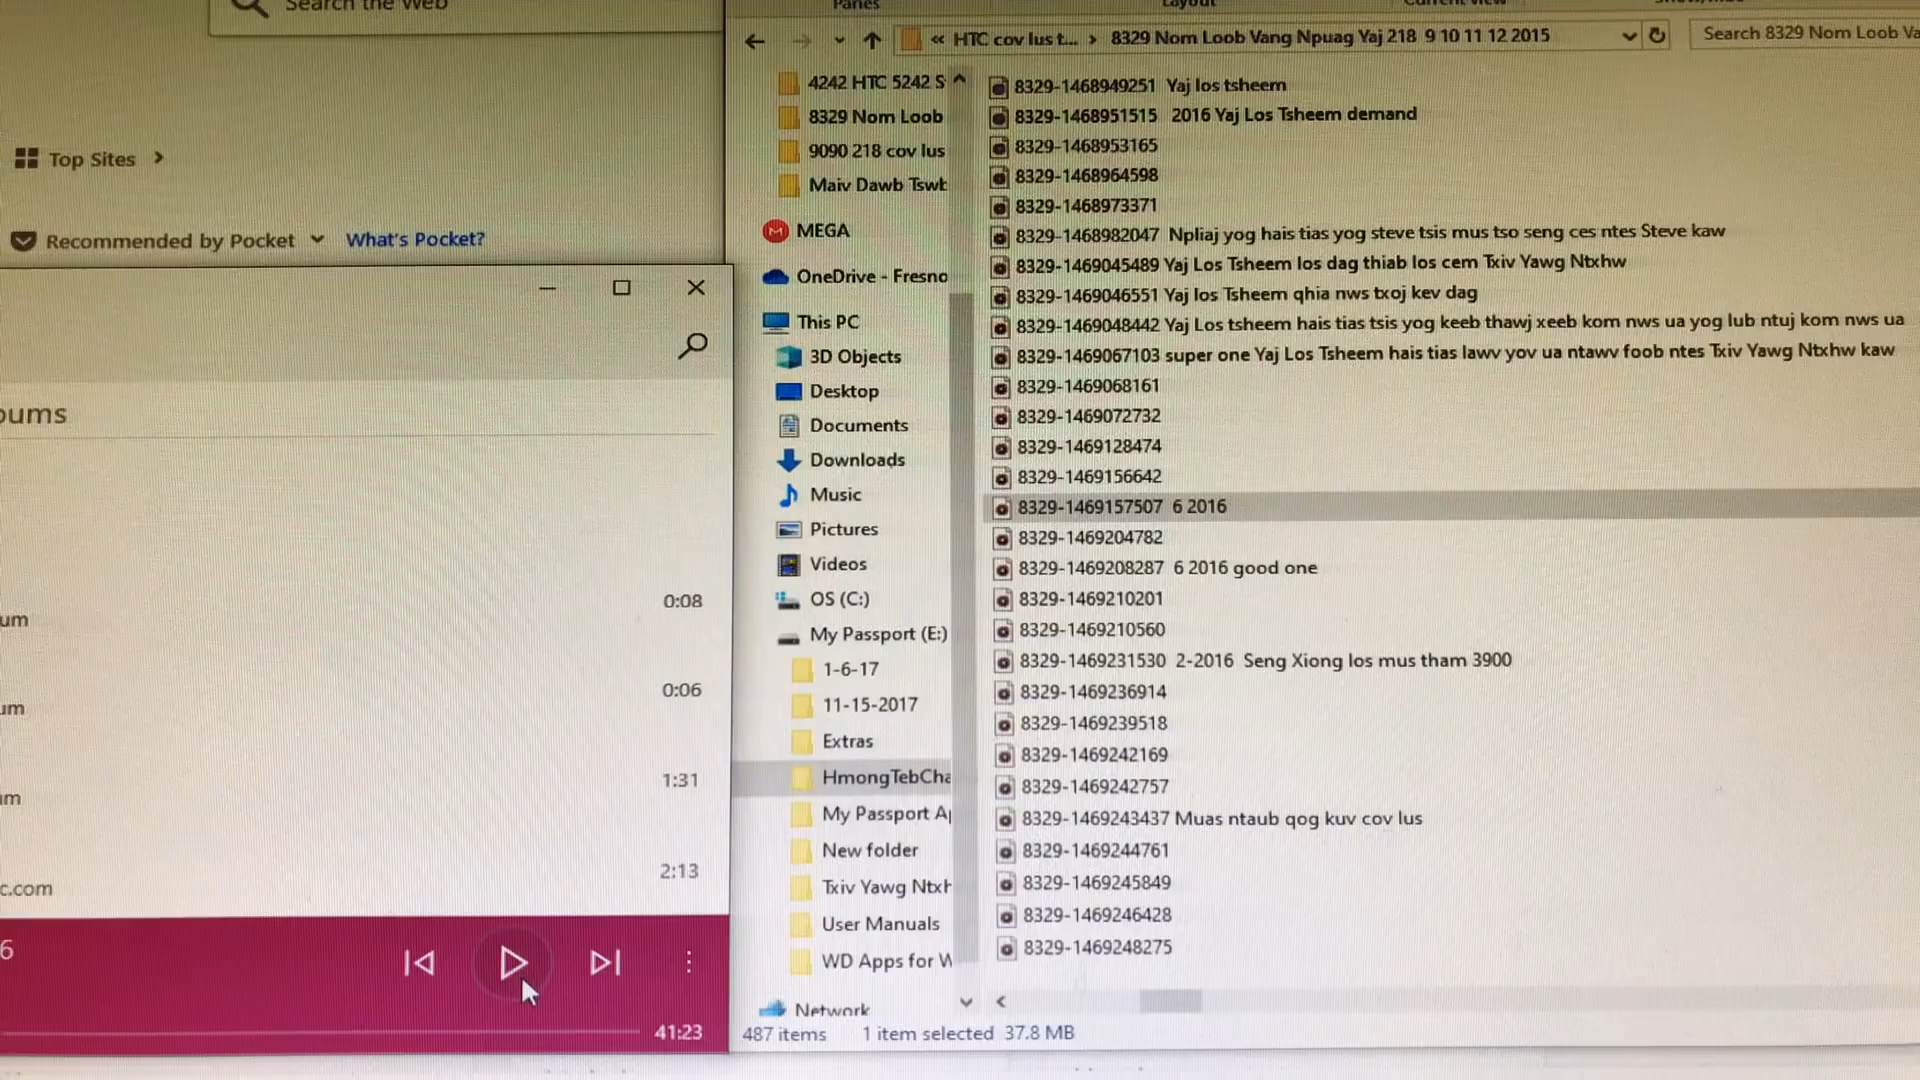 Search the Web
Panes
Layout
Current view
Top Sites
Recommended by Pocket
What's Pocket?
0:08
um
0:06
um
1:31
m
2:13
c.com
6
41:23
« HTC cov lus t... > 8329 Nom Loob Vang Npuag Yaj 218 9 10 11 12 2015
Search 8329 Nom Loob Va
4242 HTC 5242 S
8329 Nom Loob
9090 218 cov lus
Maiv Dawb Tswb
MEGA
OneDrive - Fresno
This PC
3D Objects
Desktop
Documents
Downloads
Music
Pictures
Videos
OS (C:)
My Passport (E:)
1-6-17
11-15-2017
Extras
HmongTebCha
My Passport Ap
New folder
Txiv Yawg Ntxh
User Manuals
WD Apps for W
Network
8329-1468949251 Yaj los tsheem
8329-1468951515 2016 Yaj Los Tsheem demand
8329-1468953165
8329-1468964598
8329-1468973371
8329-1468982047 Npliaj yog hais tias yog steve tsis mus tso seng ces ntes Steve kaw
8329-1469045489 Yaj Los Tsheem los dag thiab los cem Txiv Yawg Ntxhw
8329-1469046551 Yaj los Tsheem qhia nws txoj kev dag
8329-1469048442 Yaj Los tsheem hais tias tsis yog keeb thawj xeeb kom nws ua yog lub ntuj kom nws ua
8329-1469067103 super one Yaj Los Tsheem hais tias lawv yov ua ntawv foob ntes Txiv Yawg Ntxhw kaw
8329-1469068161
8329-1469072732
8329-1469128474
8329-1469156642
8329-1469157507 6 2016
8329-1469204782
8329-1469208287 6 2016 good one
8329-1469210201
8329-1469210560
8329-1469231530 2-2016 Seng Xiong los mus tham 3900
8329-1469236914
8329-1469239518
8329-1469242169
8329-1469242757
8329-1469243437 Muas ntaub qog kuv cov lus
8329-1469244761
8329-1469245849
8329-1469246428
8329-1469248275
487 items 1 item selected 37.8 MB